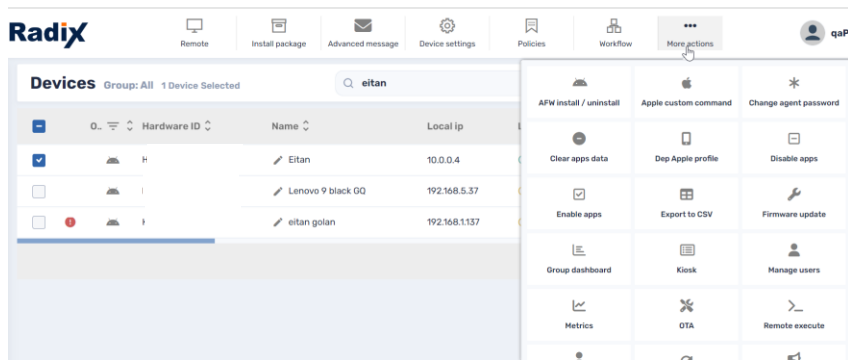 RadiX
Remote
Install package
Advanced message
Device settings
Policies
Workflow
More actions
qaP
Devices Group: All 1 Device Selected
eitan
O.. Hardware ID Name Local ip
H Eitan 10.0.0.4
Lenovo 9 black GQ 192.168.5.37
eitan golan 192.168.1.137
AFW install / uninstall Apple custom command Change agent password
Clear apps data Dep Apple profile Disable apps
Enable apps Export to CSV Firmware update
Group dashboard Kiosk Manage users
Metrics OTA Remote execute